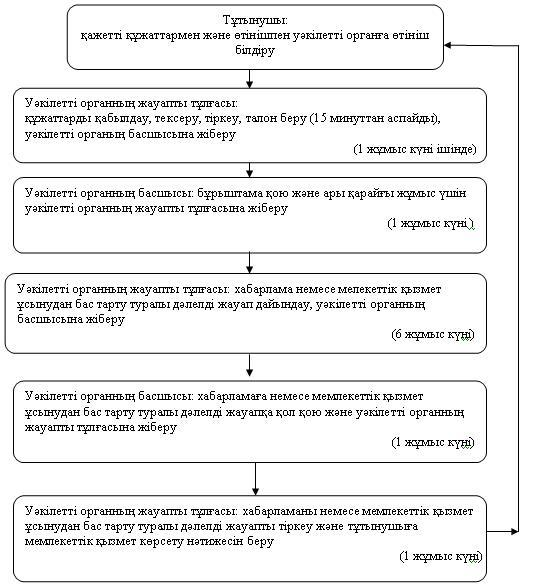 Тұтынушы:
қажетті құжаттармен және өтінішпен уәкілетті органға өтініш
білдіру
Уәкілетті органның жауапты тұлғасы:
құжаттарды қабылдау, тексеру, тіркеу, талон беру (15 минуттан аспайды),
уәкілетті органың басшысына жіберу
(1 жұмыс күні ішінде)
Уәкілетті органның басшысы: бұрыштама қою және ары қарайғы жұмыс үшін
уәкілетті органның жауапты тұлғасына жіберу
(1 жұмыс күні)
Уәкілетті органның жауапты тұлғасы: хабарлама немесе мелекеттік қызмет
ұсынудан бас тарту туралы дәлелді жауап дайындау, уәкілетті органның
басшысына жіберу
(6 жұмыс күні)
Уәкілетті органның басшысы: хабарламаға немесе мемлекеттік қызмет
ұсынудан бас тарту туралы дәлелді жауапқа қол қою және уәкілетті органның
жауапты тұлғасына жіберу
(1 жұмыс күні)
Уәкілетті органның жауапты тұлғасы: хабарламаны немесе мемлекеттік қызмет
ұсынудан бас тарту туралы дәлелді жауапты тіркеу және тұтынушыға
мемлекеттік қызмет көрсету нәтижесін беру
(1 жұмыс күні)